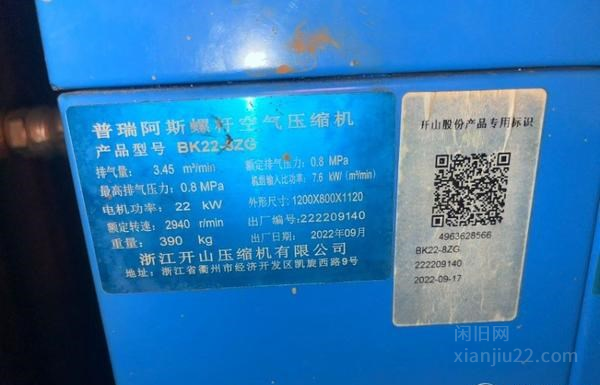 普瑞阿斯螺杆空气压缩机
产品型号 BK22-8ZG
排气量: 3.45 m³/min 额定排气压力: 0.8 MPa
最高排气压力: 0.8 MPa 机组输入比功率: 7.6 kW/(m³/min)
电机功率: 22 kW 外形尺寸: 1200X800X1120
额定转速: 2940 r/min 出厂编号: 222209140
重量: 390 kg 出厂日期: 2022年09月
浙江开山压缩机有限公司
地址: 浙江省衢州市经济开发区凯旋西路9号
开山股份产品专用标识
4963628566
BK22-8ZG
222209140
2022-09-17
闲旧网
xianjiu22.com